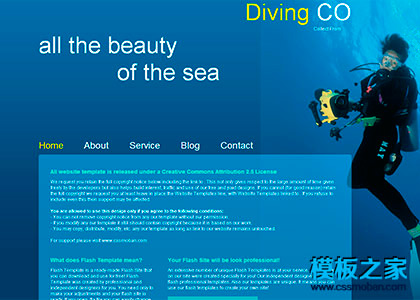 Diving CO
all the beauty
of the sea
Home About Service Blog Contact
All website template is released under a Creative Commons Attribution 2.5 License
We request you retain the full copyright notice below including the link to
This not only gives respect to the large amount of time given
freely by the developers but also helps build interest, traffic and use of our free and paid designs. If you cannot (for good reason) retain
the full copyright we request you at least leave in place the Website Templates line, with Website Templates linked to
If you refuse to
include even this then support may be affected.
You are allowed to use this design only if you agree to the following conditions:
- You can not remove copyright notice from any our template without our permission.
- If you modify any our template it still should contain copyright because it is based on our work.
- You may copy, distribute, modify, etc. any our template as long as link to our website remains untouched.
For support please visit www.cssmoban.com
What does Flash Template mean?
Flash Template is a ready-made Flash Site that
you can download and use for free! Flash
Template was created by professional and
independent designers for you. You need one to
make your adjustments and your flash site is
Your Flash Site will be look professional!
An extensive number of unique Flash Templates is at your service.
on our site were created specially for you! Our independent designers
flash professional templates. Also our templates are unique. It means you can
use our flash templates to create your own site!
模板之家
www.cssmoban.com